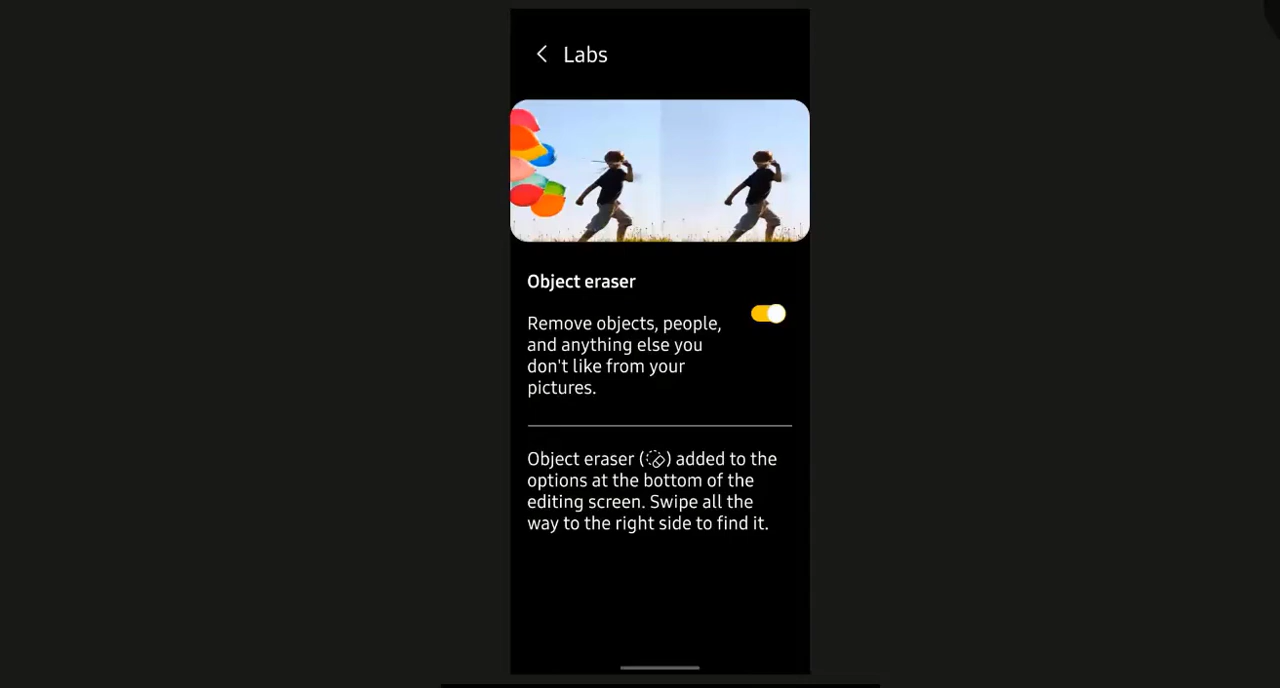 Labs
Object eraser
Remove objects, people,
and anything else you
don't like from your
pictures.
Object eraser () added to the
options at the bottom of the
editing screen. Swipe all the
way to the right side to find it.